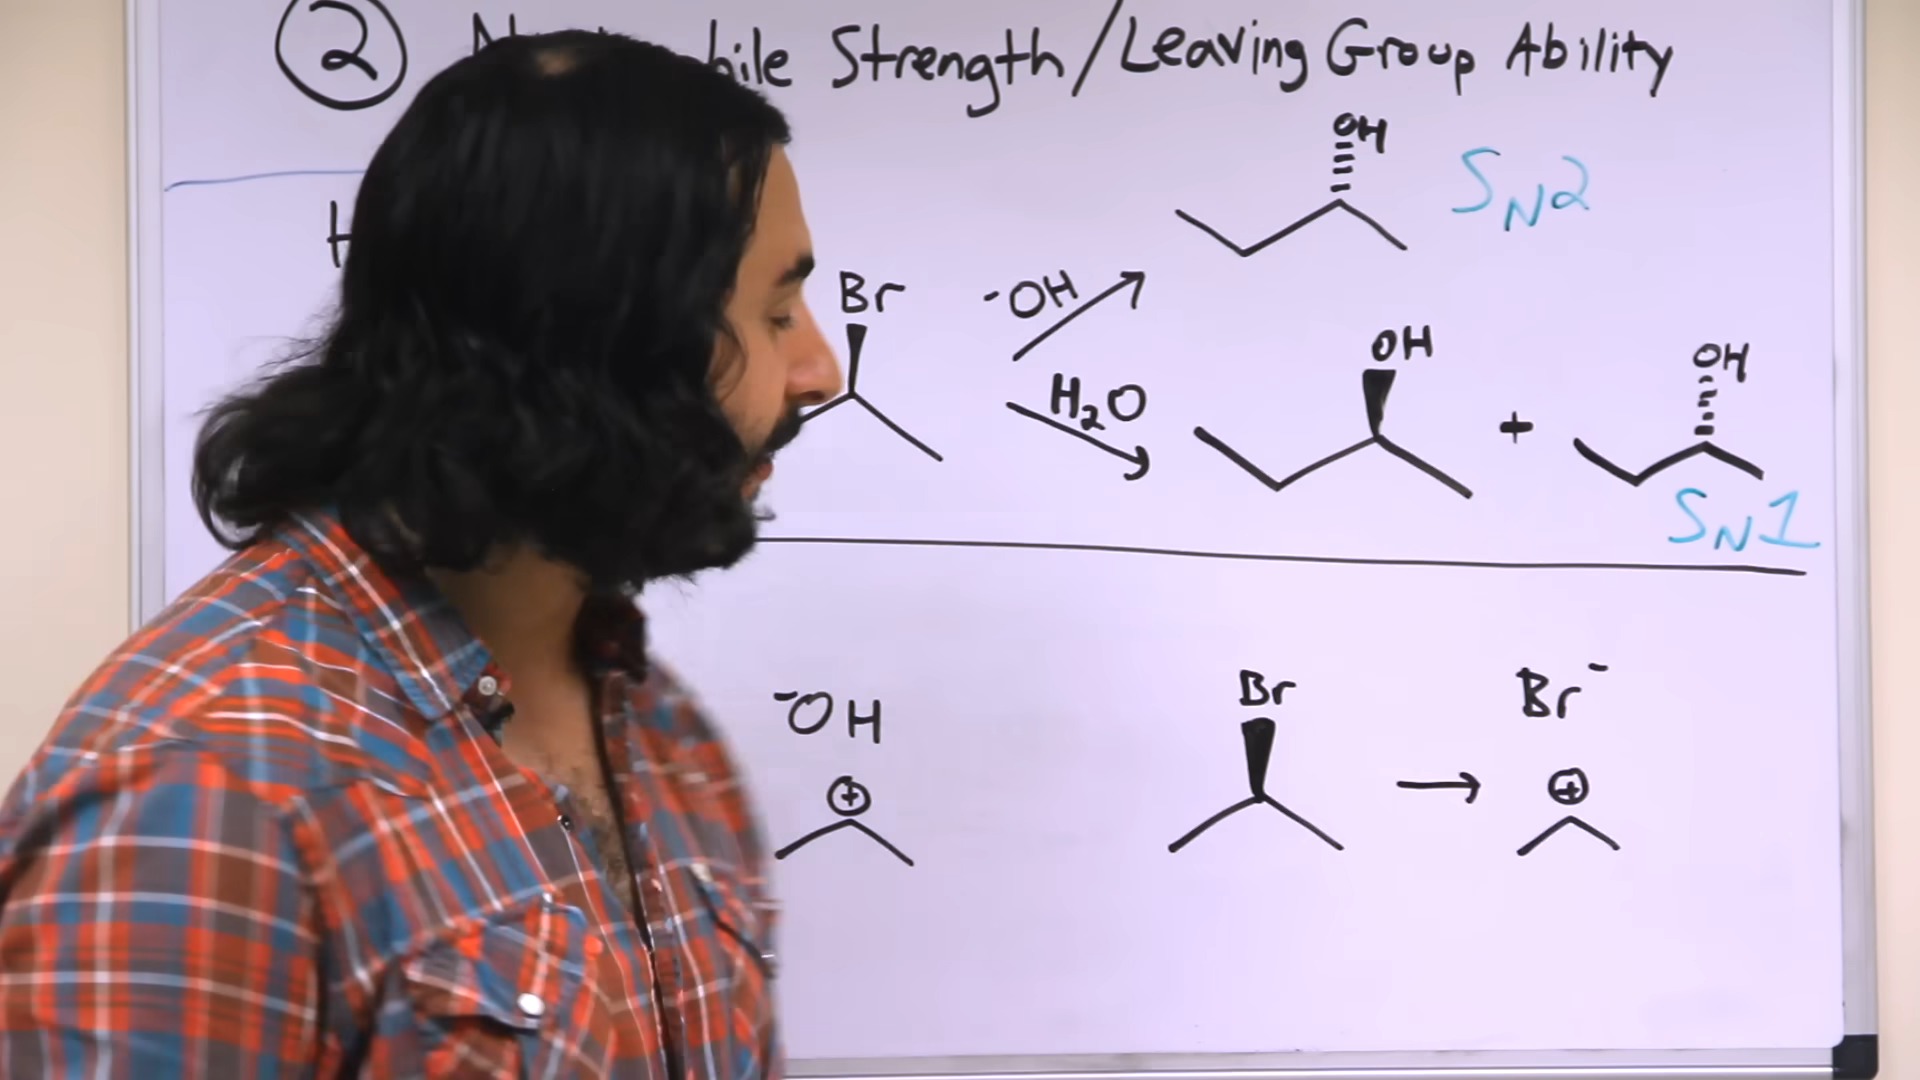 2 Strength/Leaving Group Ability
OH
SN2
Br
-OH
H2O
OH
+
OH
SN1
-OH
+
Br
Br-
+